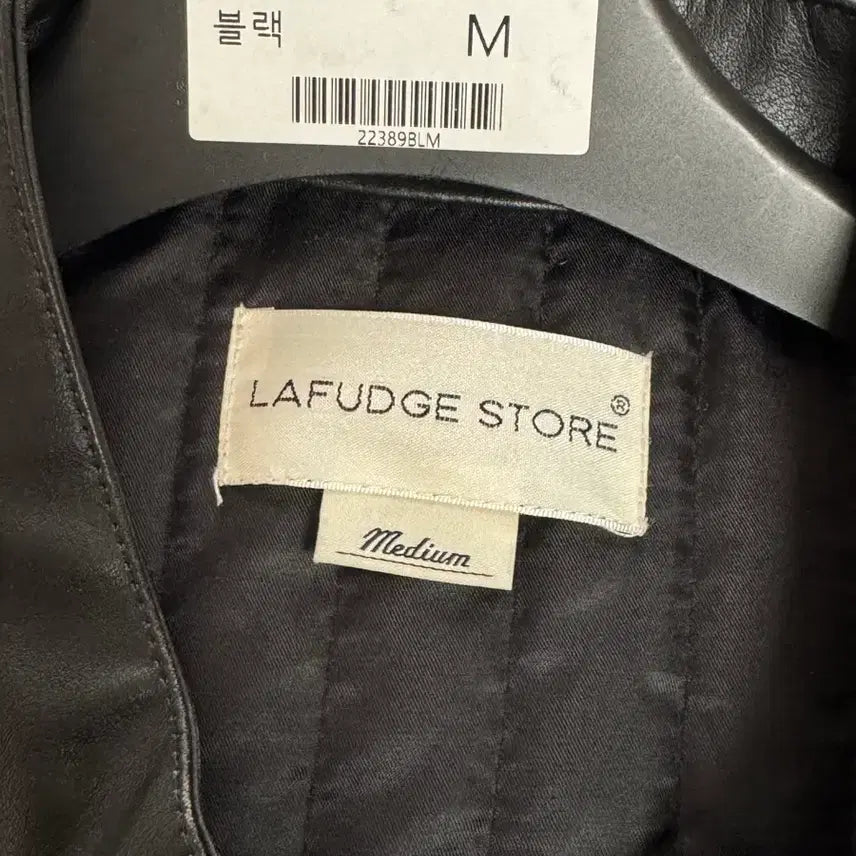 블랙 M
22389BLM
LAFUDGE STORE®
Medium